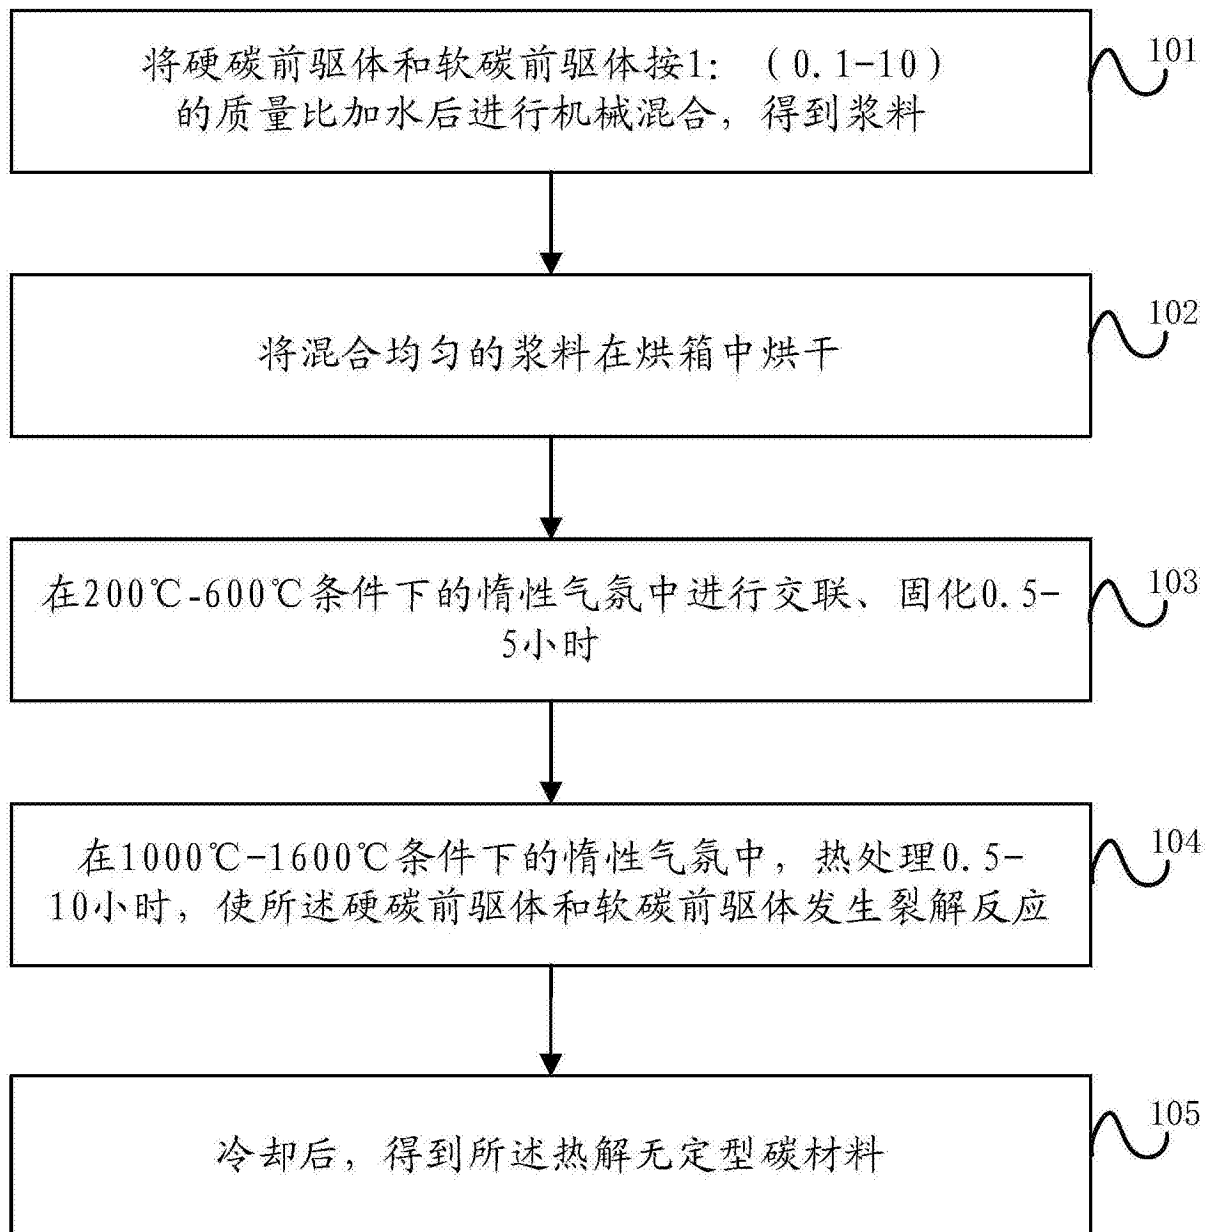 将硬碳前驱体和软碳前驱体按1：（0.1-10）
的质量比加水后进行机械混合，得到浆料
101
将混合均匀的浆料在烘箱中烘干
102
在200℃-600℃条件下的惰性气氛中进行交联、固化0.5-
5小时
103
在1000℃-1600℃条件下的惰性气氛中，热处理0.5-
10小时，使所述硬碳前驱体和软碳前驱体发生裂解反应
104
冷却后，得到所述热解无定型碳材料
105